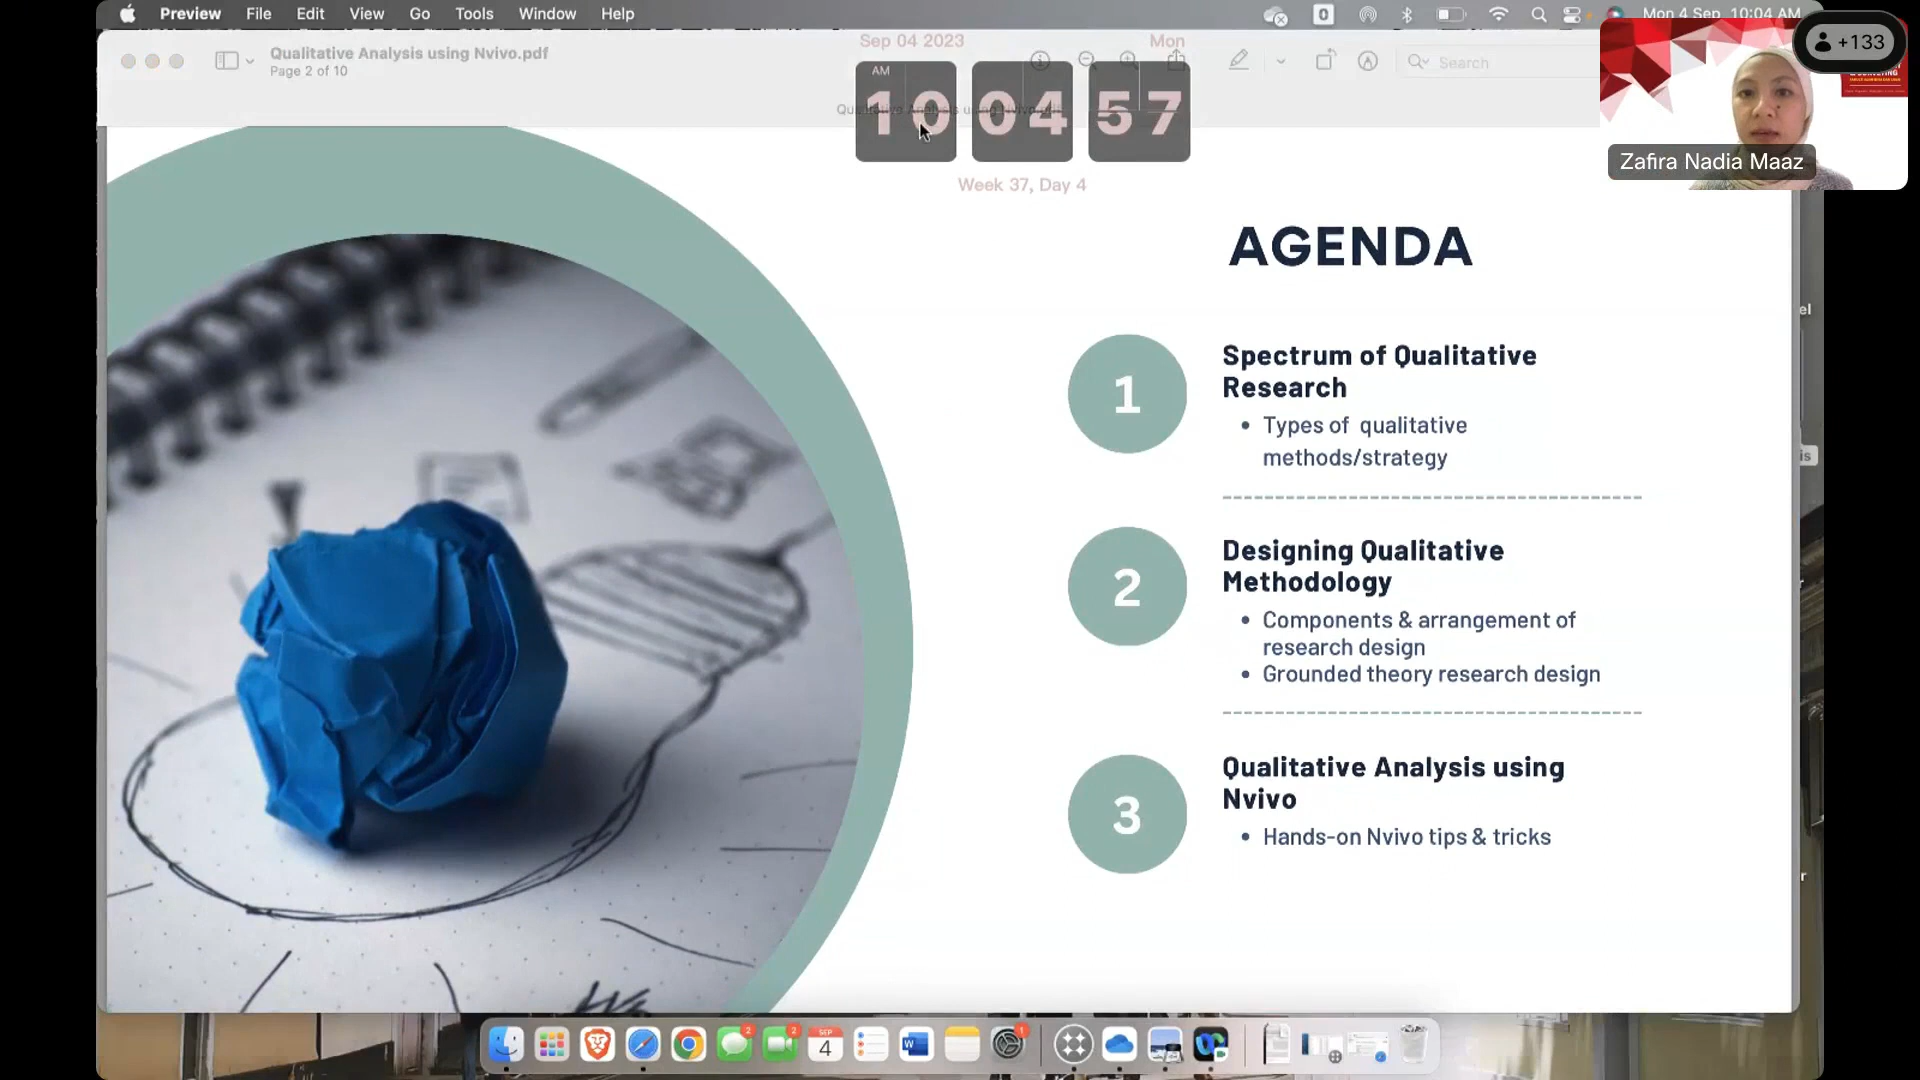 Preview File Edit View Go Tools Window Help
Mon 4 Sep 10:04 AM
Qualitative Analysis using Nvivo.pdf
Page 2 of 10
Sep 04 2023 Mon
Search
AM
10 04 57
Week 37, Day 4
+133
Zafira Nadia Maaz
AGENDA
1
Spectrum of Qualitative
Research
• Types of qualitative
methods/strategy
2
Designing Qualitative
Methodology
• Components & arrangement of
research design
• Grounded theory research design
3
Qualitative Analysis using
Nvivo
• Hands-on Nvivo tips & tricks
SEP
4